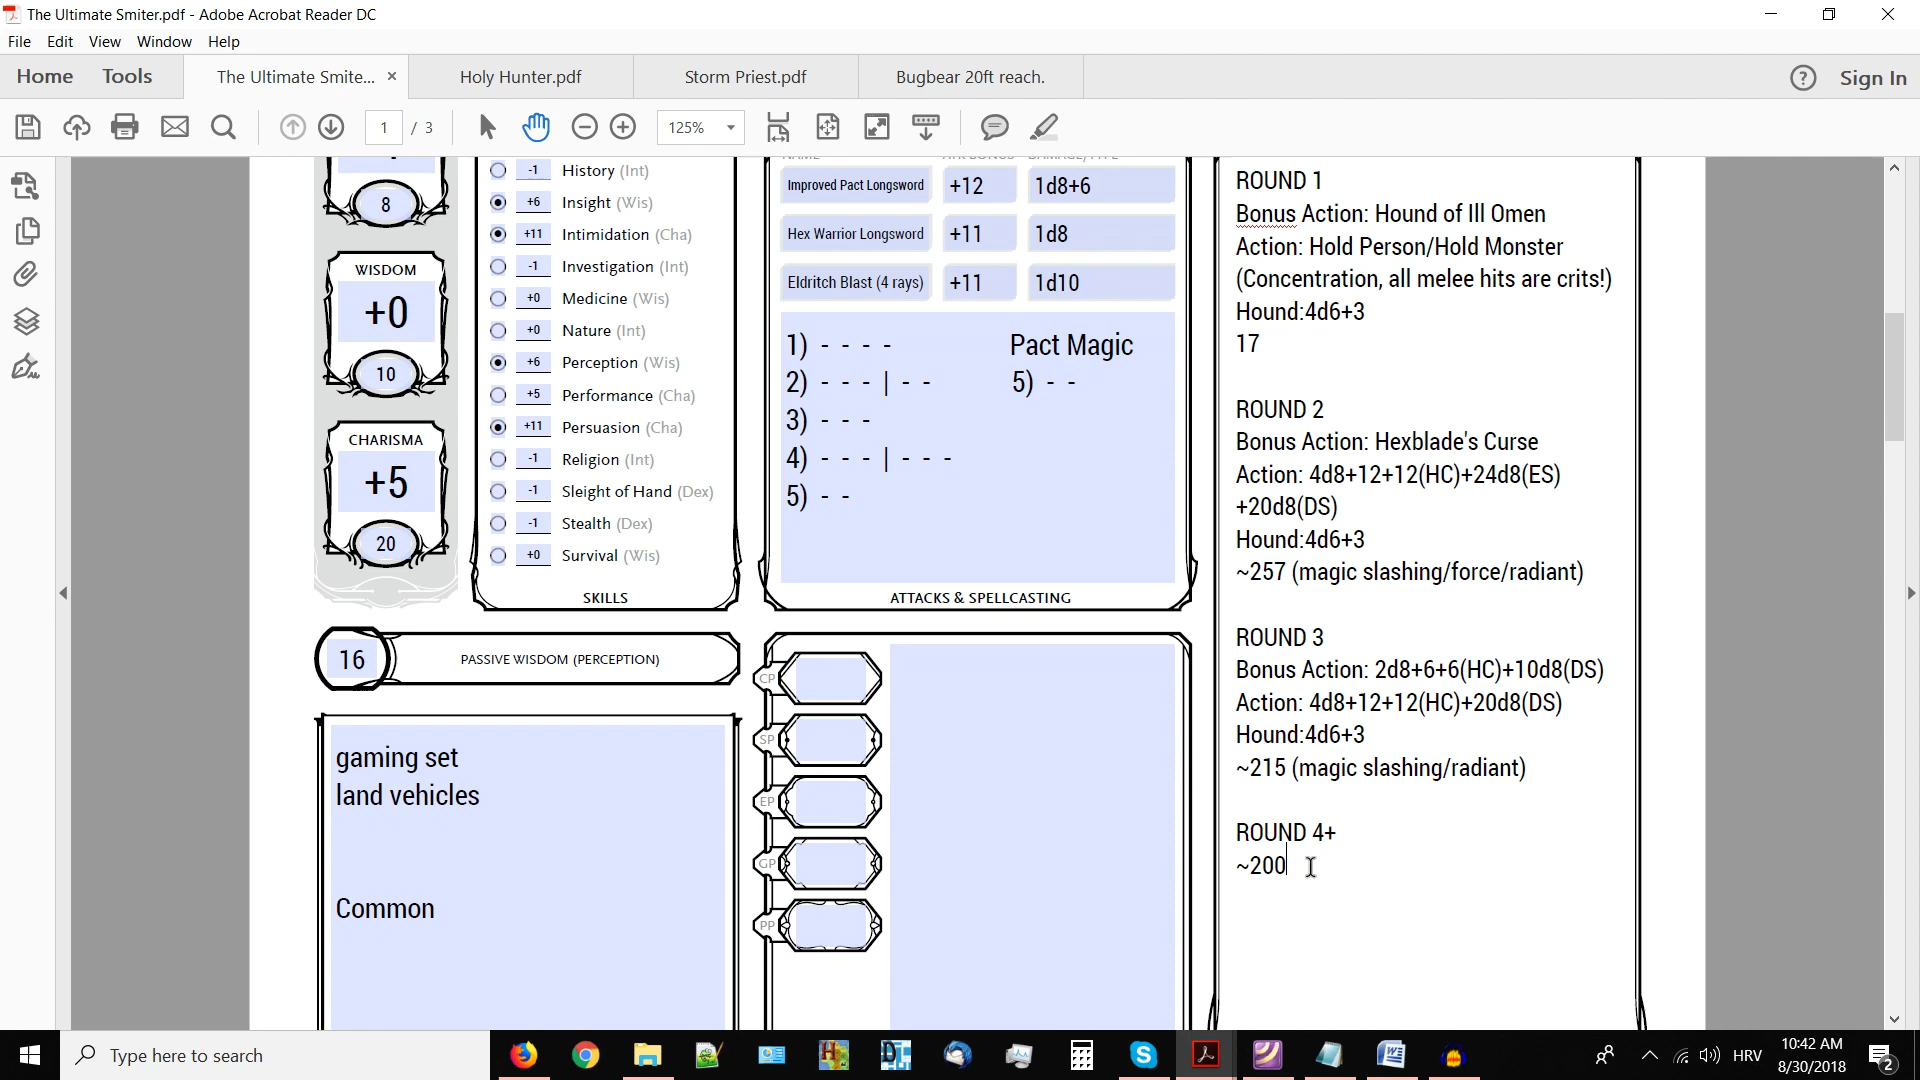 The Ultimate Smiter.pdf - Adobe Acrobat Reader DC
File Edit View Window Help
Home Tools The Ultimate Smite... × Holy Hunter.pdf Storm Priest.pdf Bugbear 20ft reach. ? Sign In
1 / 3 125%
8
WISDOM
+0
10
CHARISMA
+5
20
-1 History (Int)
+6 Insight (Wis)
+11 Intimidation (Cha)
-1 Investigation (Int)
+0 Medicine (Wis)
+0 Nature (Int)
+6 Perception (Wis)
+5 Performance (Cha)
+11 Persuasion (Cha)
-1 Religion (Int)
-1 Sleight of Hand (Dex)
-1 Stealth (Dex)
+0 Survival (Wis)
SKILLS
16 PASSIVE WISDOM (PERCEPTION)
gaming set
land vehicles
Common
Improved Pact Longsword +12 1d8+6
Hex Warrior Longsword +11 1d8
Eldritch Blast (4 rays) +11 1d10
1) - - - - Pact Magic
2) - - - | - - 5) - -
3) - - -
4) - - - | - - -
5) - -
ATTACKS & SPELLCASTING
CP
SP
EP
GP
PP
ROUND 1
Bonus Action: Hound of Ill Omen
Action: Hold Person/Hold Monster
(Concentration, all melee hits are crits!)
Hound:4d6+3
17
ROUND 2
Bonus Action: Hexblade's Curse
Action: 4d8+12+12(HC)+24d8(ES)
+20d8(DS)
Hound:4d6+3
~257 (magic slashing/force/radiant)
ROUND 3
Bonus Action: 2d8+6+6(HC)+10d8(DS)
Action: 4d8+12+12(HC)+20d8(DS)
Hound:4d6+3
~215 (magic slashing/radiant)
ROUND 4+
~200
Type here to search
HRV
10:42 AM
8/30/2018
2